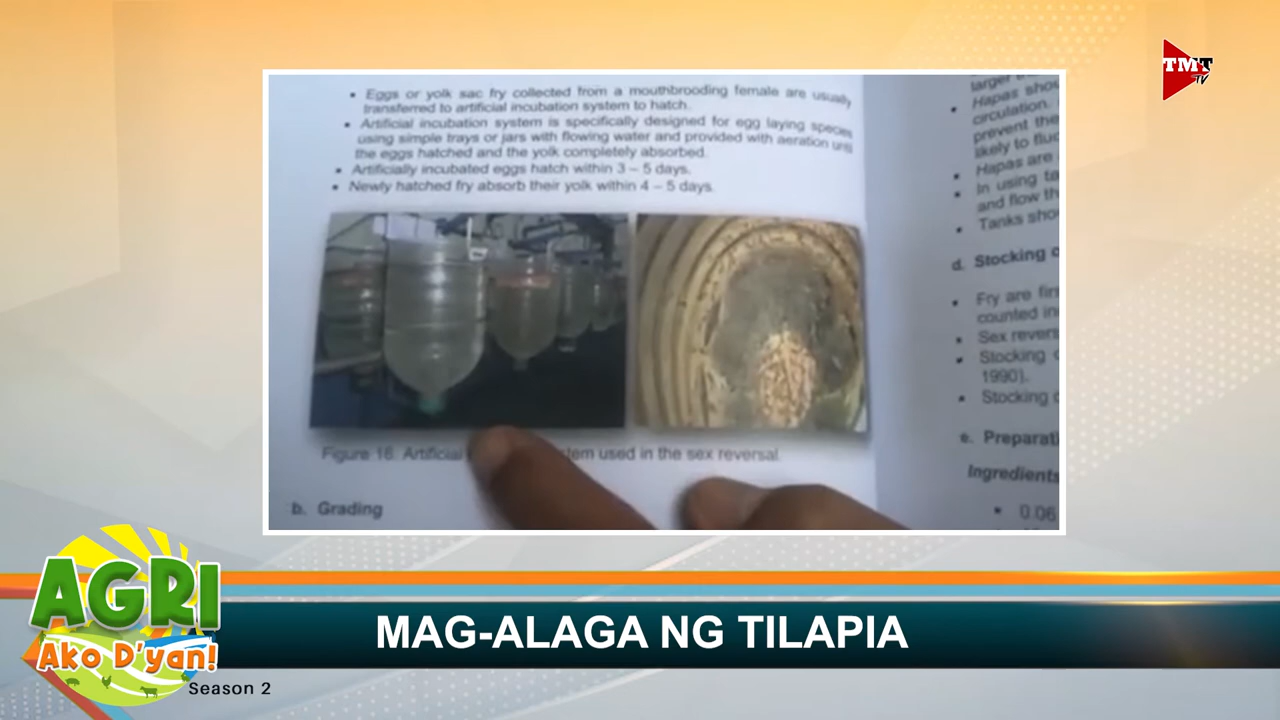 TMT
TV
• Eggs or yolk sac fry collected from a mouthbrooding female are usually
transferred to artificial incubation system to hatch.
• Artificial incubation system is specifically designed for egg laying species
using simple trays or jars with flowing water and provided with aeration until
the eggs hatched and the yolk completely absorbed.
• Artificially incubated eggs hatch within 3 – 5 days.
• Newly hatched fry absorb their yolk within 4 – 5 days.
Figure 16. Artificial tem used in the sex reversal.
b. Grading
larger
• Hapas shou
circulation.
prevent the
likely to fluc
• Hapas are
• In using ta
and flow th
• Tanks sho
d. Stocking c
• Fry are firs
counted in
• Sex revers
• Stocking
1990).
• Stocking
e. Preparati
Ingredients
• 0.06
AGRI
Ako D'yan!
Season 2
MAG-ALAGA NG TILAPIA